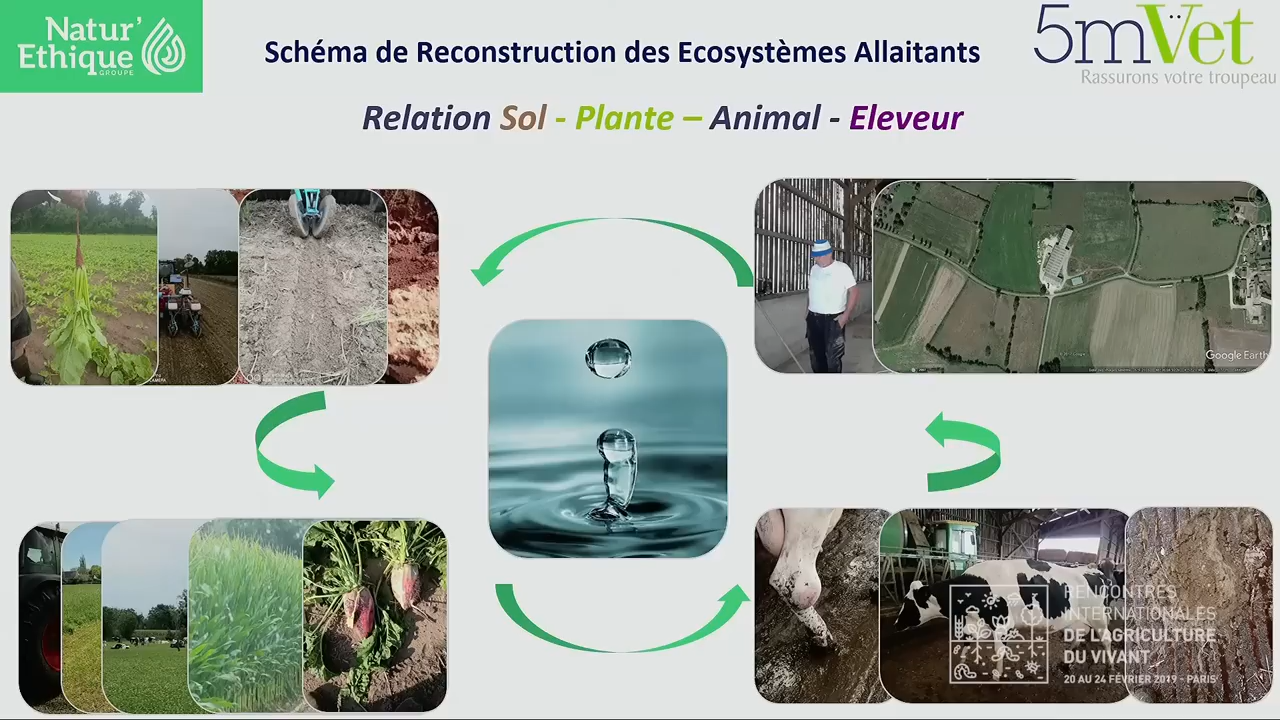 Natur'
Ethique
GROUPE
Schéma de Reconstruction des Ecosystèmes Allaitants
5mVet
Rassurons votre troupeau
Relation Sol - Plante – Animal - Eleveur
Google Earth
RENCONTRES
INTERNATIONALES
DE L'AGRICULTURE
DU VIVANT
20 AU 24 FÉVRIER 2019 - PARIS